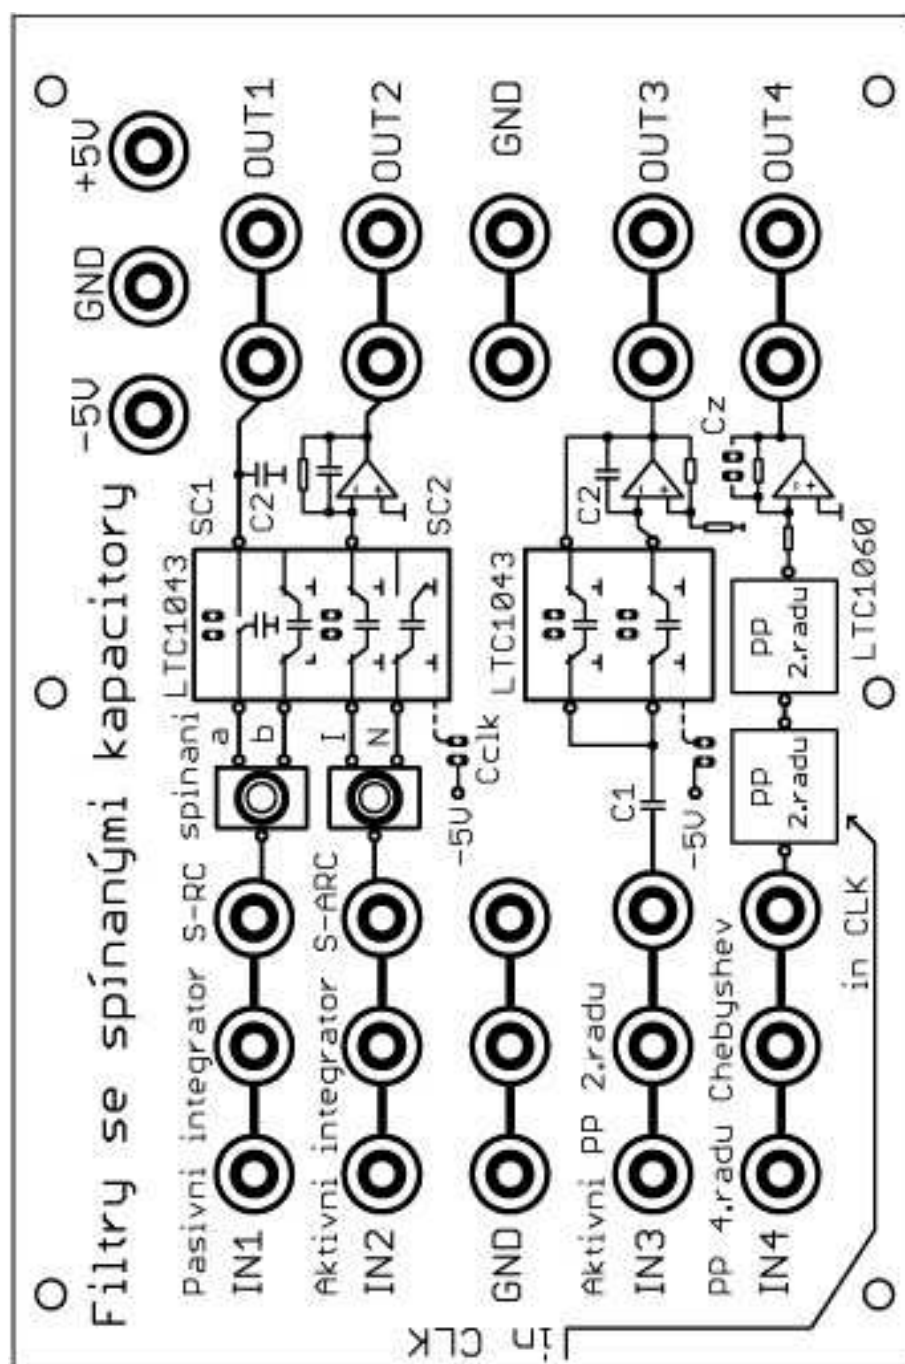 Filtry se spínanými kapacitory
-5V
GND
+5V
Pasivni integrator S-RC spinani
IN1
a
b
LTC1043
SC1
C2
OUT1
Aktivni integrator S-ARC
IN2
I
N
-5V
Cclk
SC2
OUT2
GND
GND
Aktivni PP 2.radu
IN3
C1
-5V
LTC1043
C2
OUT3
PP 4.radu Chebyshev
IN4
PP
2.radu
PP
2.radu
LTC1060
Cz
OUT4
in CLK
in CLK